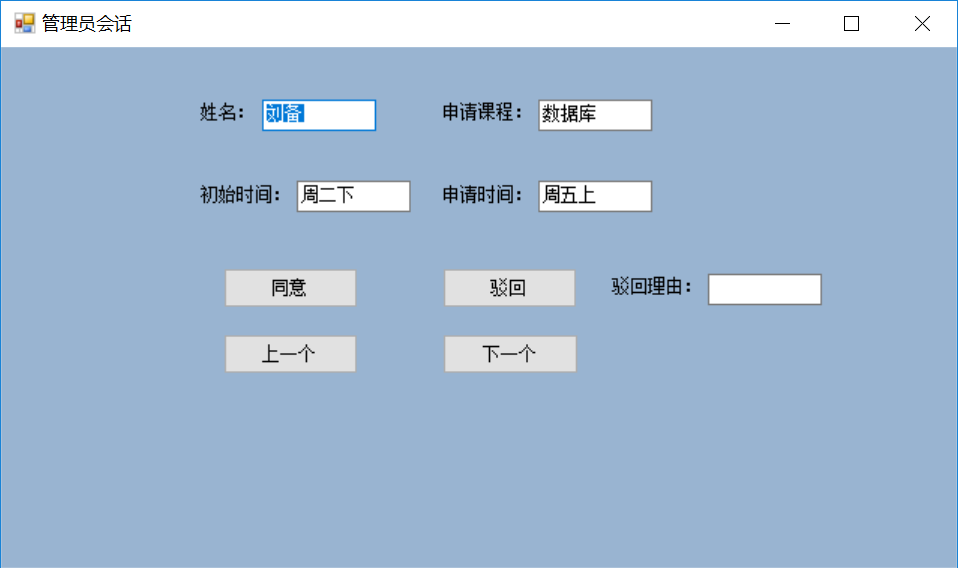 管理员会话
姓名： 刘备 申请课程： 数据库
初始时间： 周二下 申请时间： 周五上
同意 驳回 驳回理由：
上一个 下一个